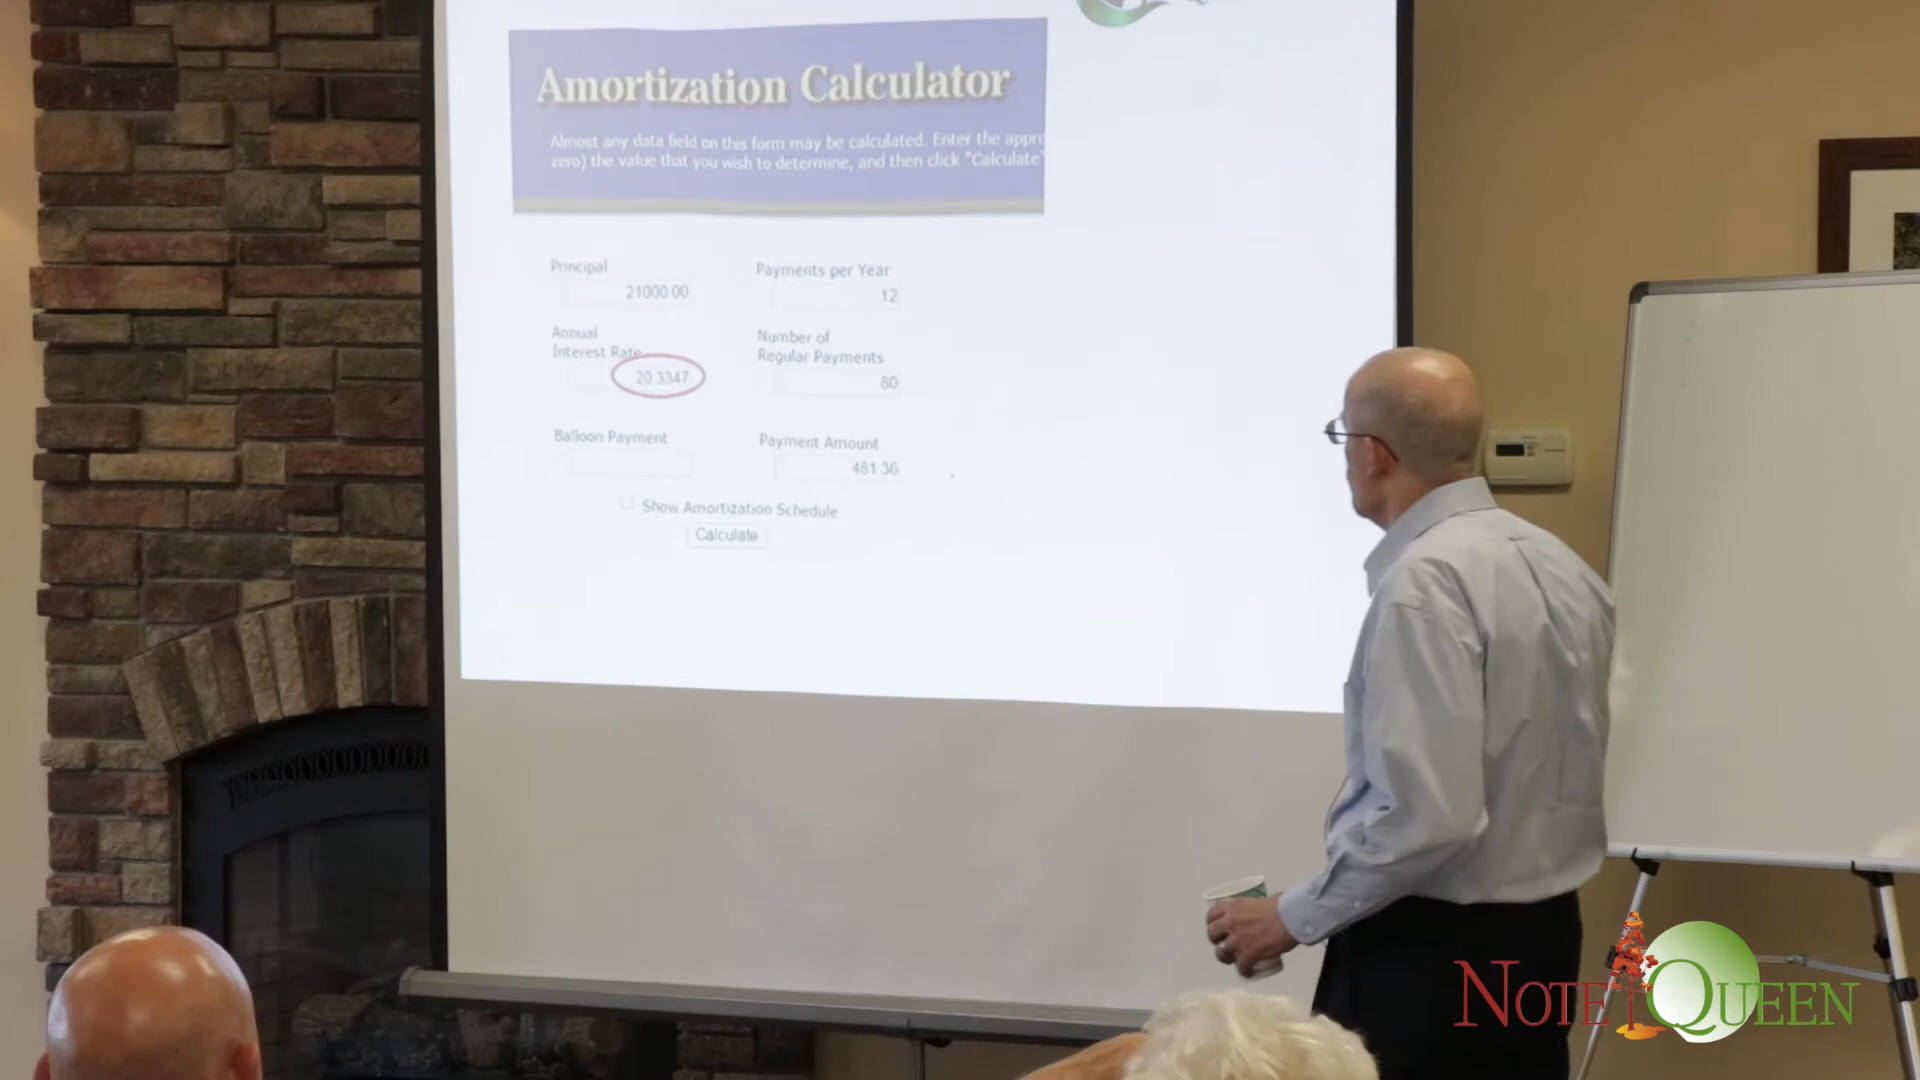 Amortization Calculator
Almost any data field on this form may be calculated. Enter the appro
zero) the value that you wish to determine, and then click "Calculate"
Principal
21000.00
Payments per Year
12
Annual
Interest Rate
20.3347
Number of
Regular Payments
80
Balloon Payment
Payment Amount
481.36
Show Amortization Schedule
Calculate
NOTE QUEEN